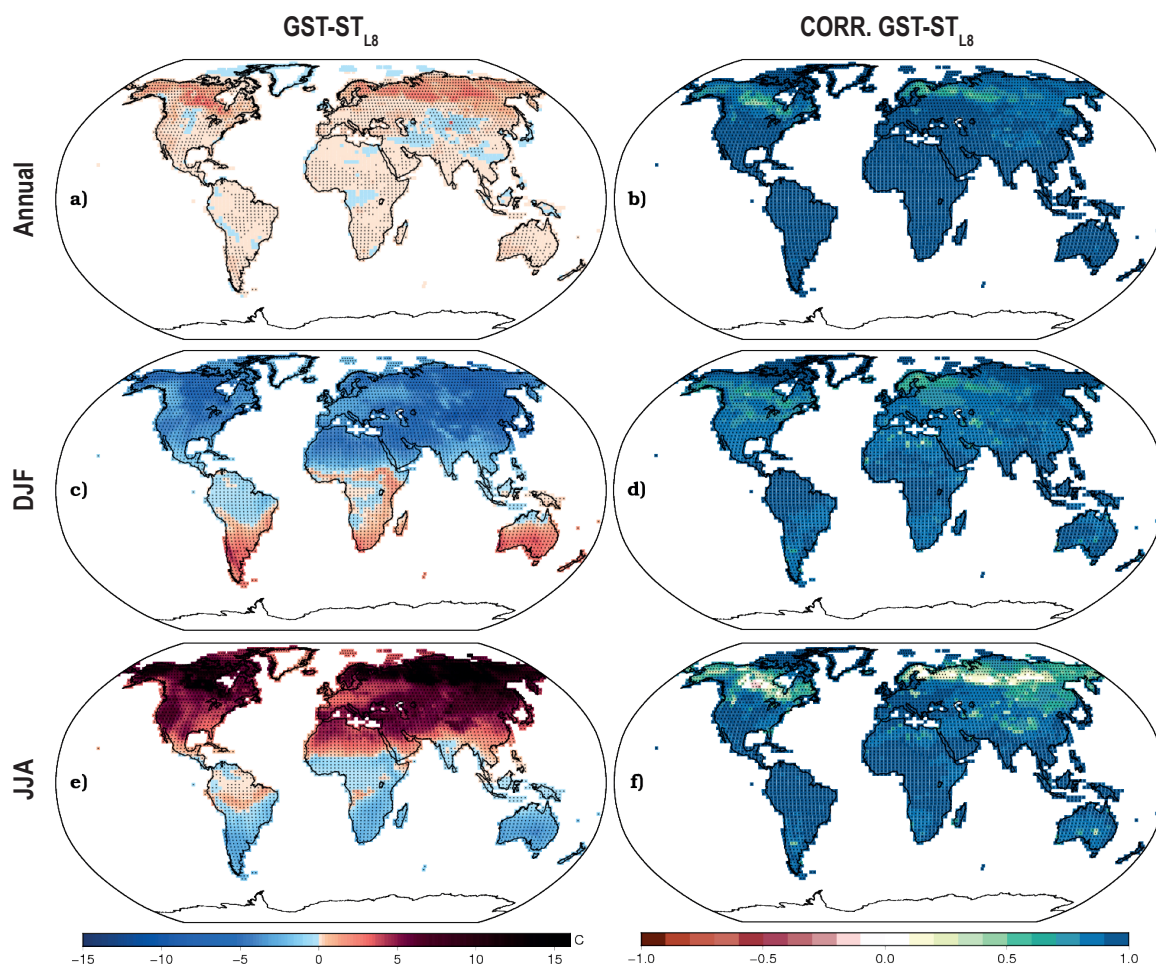 GST-ST L8 CORR. GST-ST L8
Annual a) b)
DJF c) d)
JJA e) f)
C
−15 −10 −5 0 5 10 15 −1.0 −0.5 0.0 0.5 1.0